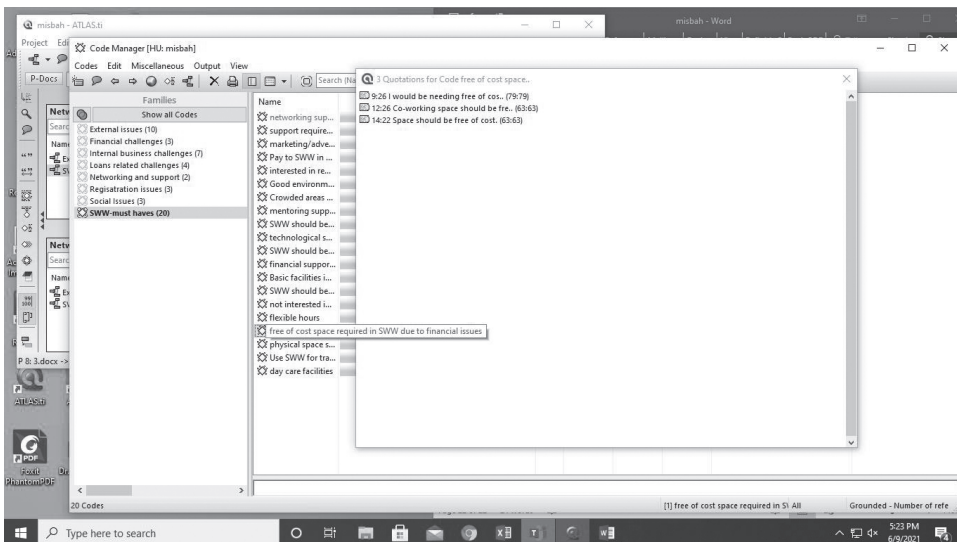 misbah - ATLAS.ti
misbah - Word
Project Edi
Code Manager [HU: misbah]
Codes Edit Miscellaneous Output View
P-Docs
Search (Na
3 Quotations for Code free of cost space..
9:26 I would be needing free of cos.. (79:79)
12:26 Co-working space should be fre.. (63:63)
14:22 Space should be free of cost. (63:63)
Families
Show all Codes
External issues (10)
Financial challenges (3)
Internal business challenges (7)
Loans related challenges (4)
Networking and support (2)
Regisatration issues (3)
Social Issues (3)
SWW-must haves (20)
Netw
Searc
Name
Netw
Searc
Name
Name
networking sup...
support require...
marketing/adve...
Pay to SWW in ...
interested in re...
Good environm...
Crowded areas ...
mentoring supp...
SWW should be...
technological s...
SWW should be...
financial suppor...
Basic facilities i...
SWW should be...
not interested i...
flexible hours
free of cost space required in SWW due to financial issues
physical space s...
Use SWW for tra...
day care facilities
P 8: 3.docx ->
ATLAS.ti
PDF
Foxit
PhantomPDF
20 Codes
[1] free of cost space required in S\ All
Grounded - Number of refe
Type here to search
5:23 PM
6/9/2021